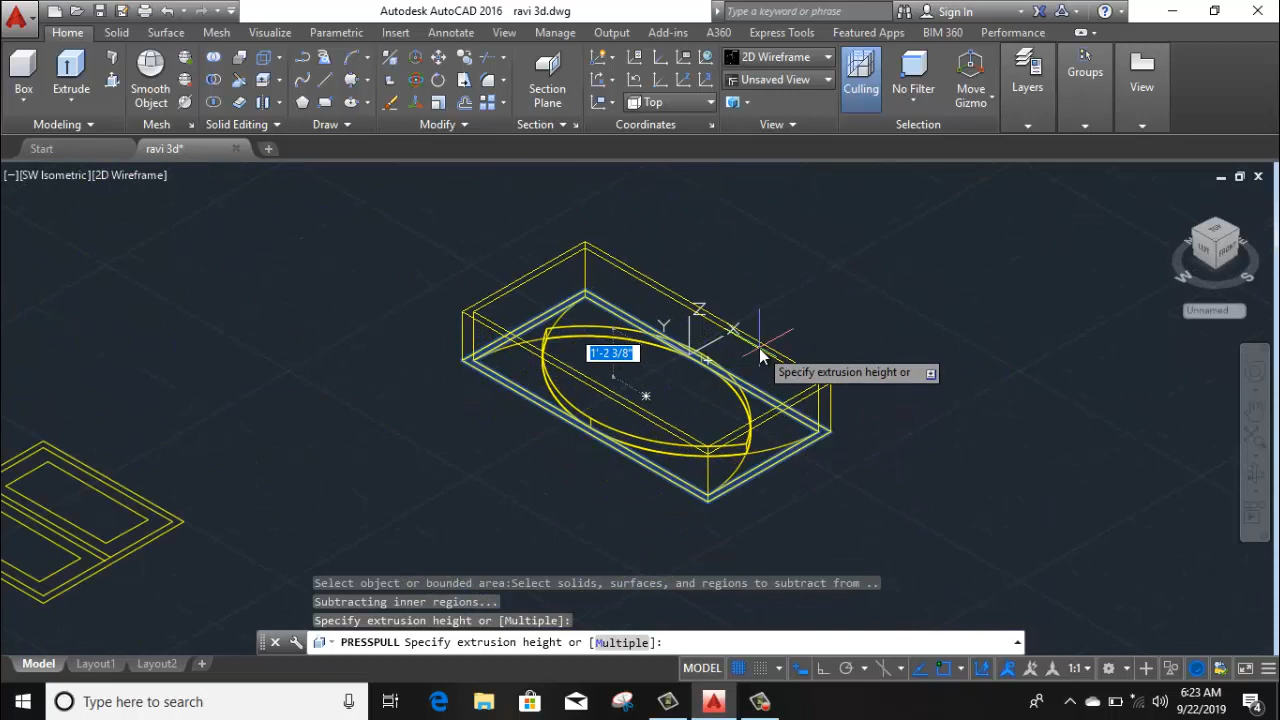 Autodesk AutoCAD 2016 ravi 3d.dwg
Type a keyword or phrase
Sign In
Home Solid Surface Mesh Visualize Parametric Insert Annotate View Manage Output Add-ins A360 Express Tools Featured Apps BIM 360 Performance
2D Wireframe
Unsaved View
Top
Box
Extrude
Smooth
Object
Section
Plane
Culling
No Filter
Move
Gizmo
Layers
Groups
View
Modeling
Mesh
Solid Editing
Draw
Modify
Section
Coordinates
View
Selection
Start
ravi 3d*
[−][SW Isometric][2D Wireframe]
TOP
LEFT
FRONT
W
S
Unnamed
Z
Y
X
1'-2 3/8"
Specify extrusion height or
Select object or bounded area:Select solids, surfaces, and regions to subtract from ..
Subtracting inner regions...
Specify extrusion height or [Multiple]:
PRESSPULL Specify extrusion height or [Multiple]:
Model Layout1 Layout2
MODEL
1:1
Type here to search
6:23 AM
9/22/2019
4